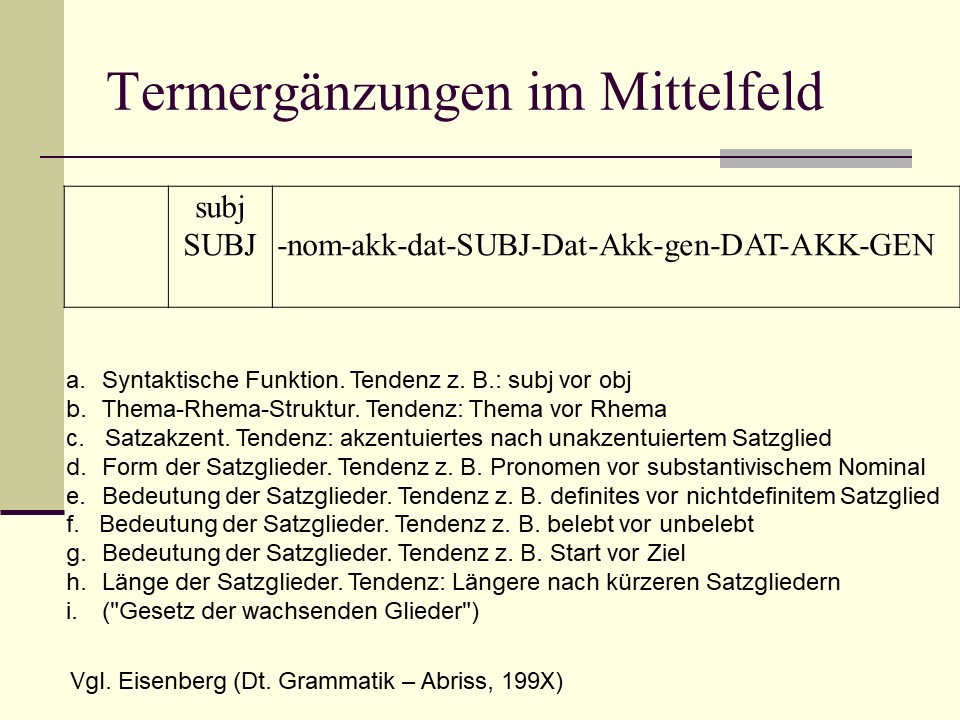 Termergänzungen im Mittelfeld
subj
SUBJ -nom-akk-dat-SUBJ-Dat-Akk-gen-DAT-AKK-GEN
a. Syntaktische Funktion. Tendenz z. B.: subj vor obj
b. Thema-Rhema-Struktur. Tendenz: Thema vor Rhema
c. Satzakzent. Tendenz: akzentuiertes nach unakzentuiertem Satzglied
d. Form der Satzglieder. Tendenz z. B. Pronomen vor substantivischem Nominal
e. Bedeutung der Satzglieder. Tendenz z. B. definites vor nichtdefinitem Satzglied
f. Bedeutung der Satzglieder. Tendenz z. B. belebt vor unbelebt
g. Bedeutung der Satzglieder. Tendenz z. B. Start vor Ziel
h. Länge der Satzglieder. Tendenz: Längere nach kürzeren Satzgliedern
i. ("Gesetz der wachsenden Glieder")
Vgl. Eisenberg (Dt. Grammatik – Abriss, 199X)